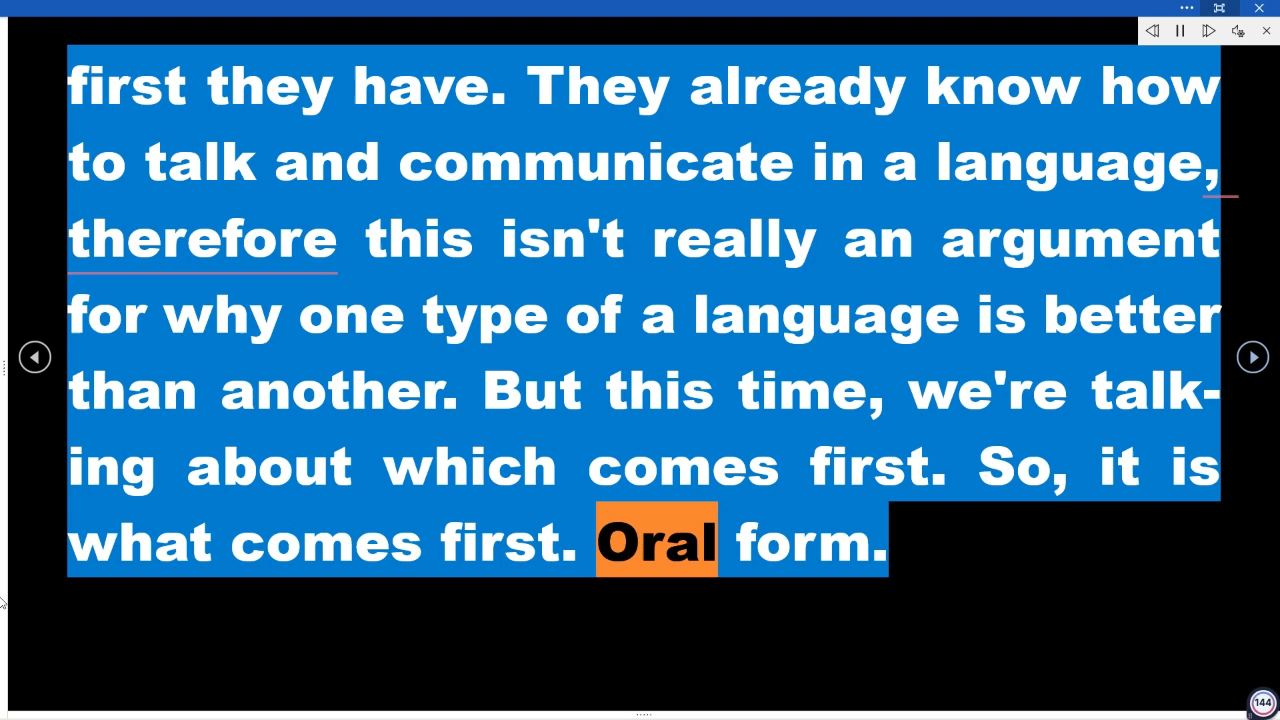 first they have. They already know how
to talk and communicate in a language,
therefore this isn't really an argument
for why one type of a language is better
than another. But this time, we're talk-
ing about which comes first. So, it is
what comes first. Oral form.
144